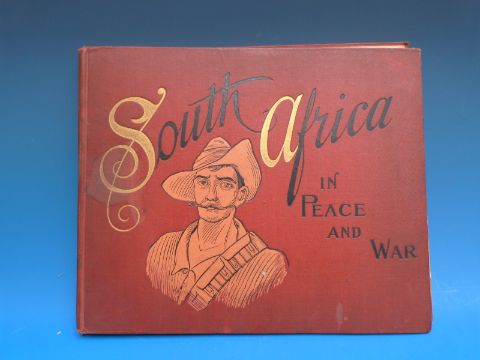 South Africa
IN
PEACE
AND WAR